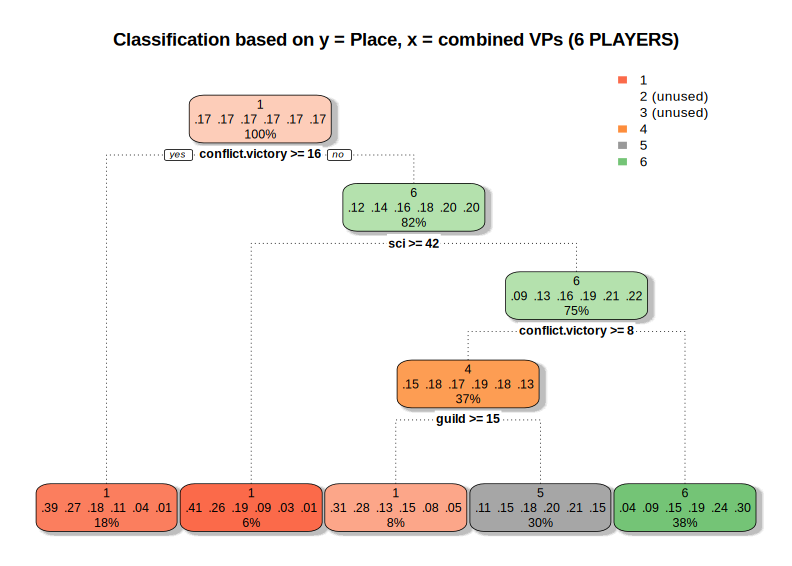 Classification based on y = Place, x = combined VPs (6 PLAYERS)
1
2 (unused)
3 (unused)
4
5
6
1
.17 .17 .17 .17 .17 .17
100%
yes conflict.victory >= 16 no
6
.12 .14 .16 .18 .20 .20
82%
sci >= 42
6
.09 .13 .16 .19 .21 .22
75%
conflict.victory >= 8
4
.15 .18 .17 .19 .18 .13
37%
guild >= 15
1
.39 .27 .18 .11 .04 .01
18%
1
.41 .26 .19 .09 .03 .01
6%
1
.31 .28 .13 .15 .08 .05
8%
5
.11 .15 .18 .20 .21 .15
30%
6
.04 .09 .15 .19 .24 .30
38%